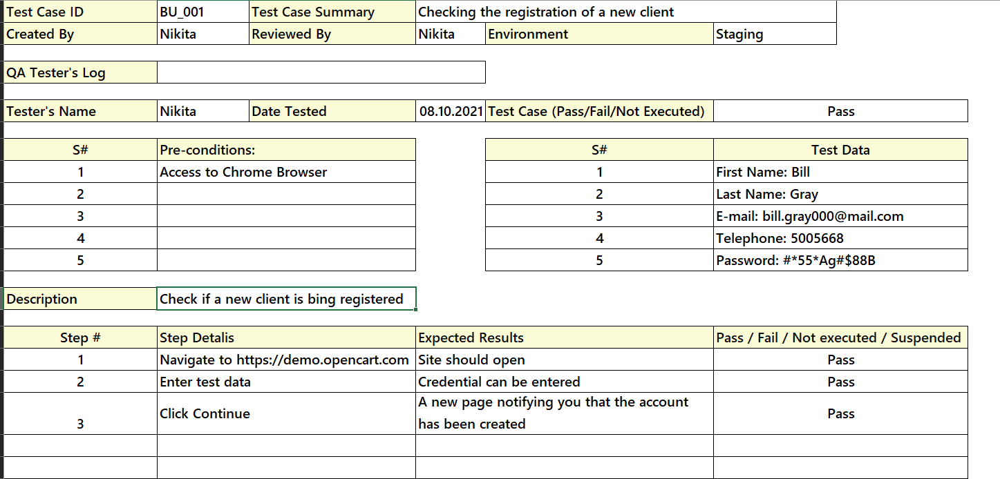 Test Case ID BU_001 Test Case Summary Checking the registration of a new client
Created By Nikita Reviewed By Nikita Environment Staging
QA Tester's Log
Tester's Name Nikita Date Tested 08.10.2021 Test Case (Pass/Fail/Not Executed) Pass
S# Pre-conditions: S# Test Data
1 Access to Chrome Browser 1 First Name: Bill
2 2 Last Name: Gray
3 3 E-mail: bill.gray000@mail.com
4 4 Telephone: 5005668
5 5 Password: #*55*Ag#$88B
Description Check if a new client is bing registered
Step # Step Detalis Expected Results Pass / Fail / Not executed / Suspended
1 Navigate to https://demo.opencart.com Site should open Pass
2 Enter test data Credential can be entered Pass
3 Click Continue A new page notifying you that the account
has been created Pass